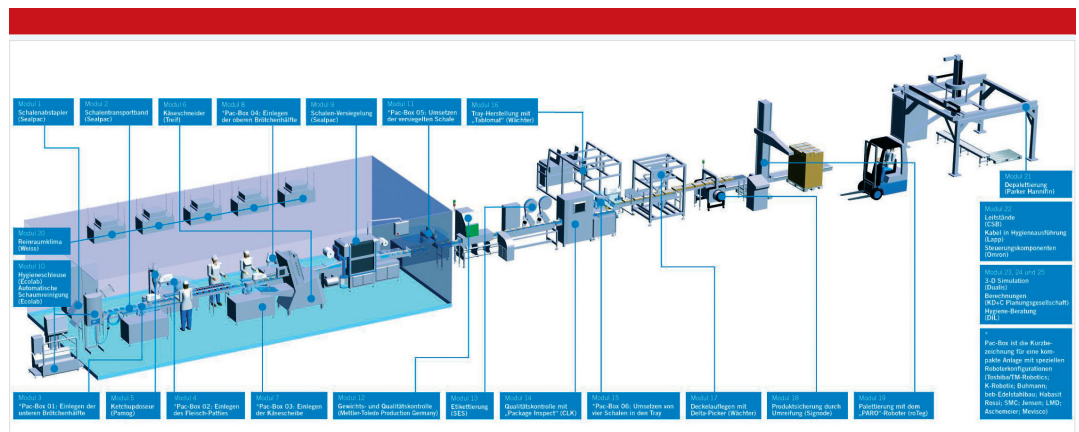 Modul 1
Schalenabstapler
(Sealpac)
Modul 2
Schalentransportband
(Sealpac)
Modul 6
Käseschneider
(Treif)
Modul 8
*Pac-Box 04: Einlegen
der oberen Brötchenhälfte
Modul 9
Schalen-Versiegelung
(Sealpac)
Modul 11
*Pac-Box 05: Umsetzen
der versiegelten Schale
Modul 16
Tray-Herstellung mit
„Tablomat“ (Wächter)
Modul 20
Reinraumklima
(Weiss)
Modul 10
Hygieneschleuse
(Ecolab)
Automatische
Schaumreinigung
(Ecolab)
Modul 21
Depalettierung
(Parker Hannifin)
Modul 22
Leitstände
(CSB)
Kabel in Hygieneausführung
(Lapp)
Steuerungskomponenten
(Omron)
Modul 23, 24 und 25
3-D Simulation
(Dualis)
Berechnungen
(KD+C Planungsgesellschaft)
Hygiene-Beratung
(DIL)
*
Pac-Box ist die Kurzbe-
zeichnung für eine kom-
pakte Anlage mit speziellen
Roboterkonfigurationen
(Toshiba/TM-Robotics;
K-Robotic; Buhmann;
beb-Edelstahlbau; Habasit
Rossi; SMC; Jensen; LMD;
Aschemeier; Mevisco)
Modul 3
*Pac-Box 01: Einlegen der
unteren Brötchenhälfte
Modul 5
Ketchupdoseur
(Pamog)
Modul 4
*Pac-Box 02: Einlegen
des Fleisch-Patties
Modul 7
*Pac-Box 03: Einlegen
der Käsescheibe
Modul 12
Gewichts- und Qualitätskontrolle
(Mettler-Toledo Production Germany)
Modul 13
Etikettierung
(SES)
Modul 14
Qualitätskontrolle mit
„Package Inspect“ (CLK)
Modul 15
*Pac-Box 06: Umsetzen von
vier Schalen in den Tray
Modul 17
Deckelauflegen mit
Delta-Picker (Wächter)
Modul 18
Produktsicherung durch
Umreifung (Signode)
Modul 19
Palettierung mit dem
„PARO“-Roboter (roTeg)